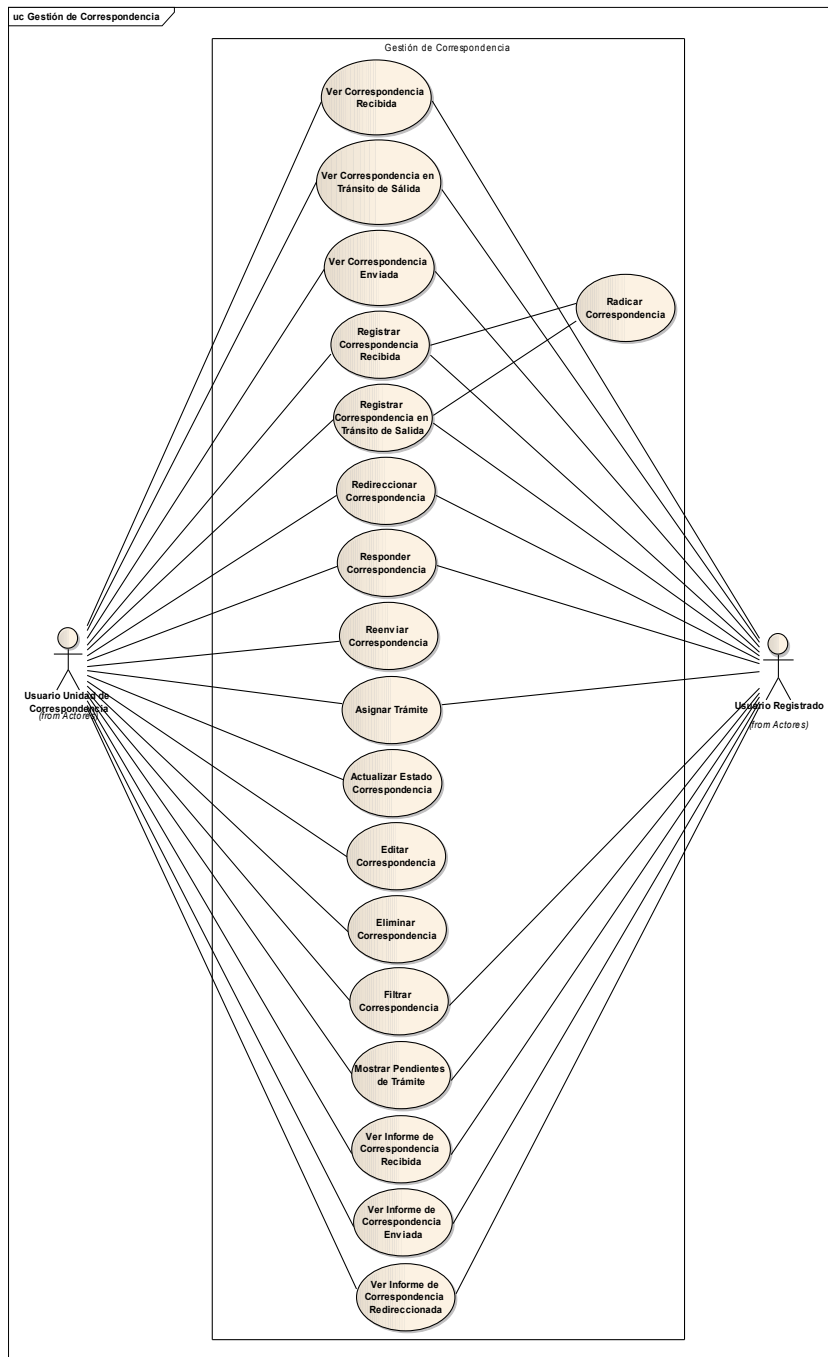 uc Gestión de Correspondencia
Gestión de Correspondencia
Ver Correspondencia
Recibida
Ver Correspondencia en
Tránsito de Sálida
Ver Correspondencia
Enviada
Radicar
Correspondencia
Registrar
Correspondencia
Recibida
Registrar
Correspondencia en
Tránsito de Salida
Redireccionar
Correspondencia
Responder
Correspondencia
Reenviar
Correspondencia
Usuario Unidad de
Correspondencia
(from Actores)
Usuario Registrado
(from Actores)
Asignar Trámite
Actualizar Estado
Correspondencia
Editar
Correspondencia
Eliminar
Correspondencia
Filtrar
Correspondencia
Mostrar Pendientes
de Trámite
Ver Informe de
Correspondencia
Recibida
Ver Informe de
Correspondencia
Enviada
Ver Informe de
Correspondencia
Redireccionada